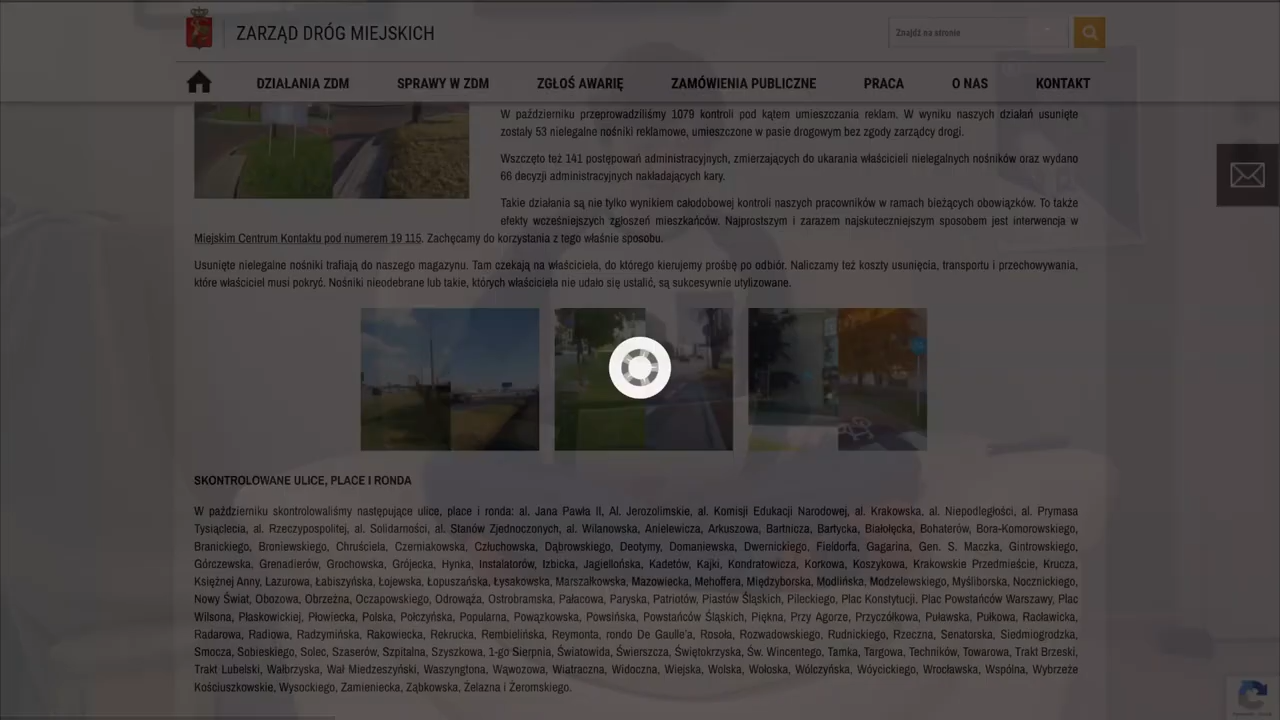 ZARZĄD DRÓG MIEJSKICH
Znajdź na stronie
DZIAŁANIA ZDM SPRAWY W ZDM ZGŁOŚ AWARIĘ ZAMÓWIENIA PUBLICZNE PRACA O NAS KONTAKT
W październiku przeprowadziliśmy 1079 kontroli pod kątem umieszczania reklam. W wyniku naszych działań usunięte
zostały 53 nielegalne nośniki reklamowe, umieszczone w pasie drogowym bez zgody zarządcy drogi.
Wszczęto też 141 postępowań administracyjnych, zmierzających do ukarania właścicieli nielegalnych nośników oraz wydano
66 decyzji administracyjnych nakładających kary.
Takie działania są nie tylko wynikiem całodobowej kontroli naszych pracowników w ramach bieżących obowiązków. To także
efekty wcześniejszych zgłoszeń mieszkańców. Najprostszym i zarazem najskuteczniejszym sposobem jest interwencja w
Miejskim Centrum Kontaktu pod numerem 19 115. Zachęcamy do korzystania z tego właśnie sposobu.
Usunięte nielegalne nośniki trafiają do naszego magazynu. Tam czekają na właściciela, do którego kierujemy prośbę po odbiór. Naliczamy też koszty usunięcia, transportu i przechowywania,
które właściciel musi pokryć. Nośniki nieodebrane lub takie, których właściciela nie udało się ustalić, są sukcesywnie utylizowane.
SKONTROLOWANE ULICE, PLACE I RONDA
W październiku skontrolowaliśmy następujące ulice, place i ronda: al. Jana Pawła II, Al. Jerozolimskie, al. Komisji Edukacji Narodowej, al. Krakowska, al. Niepodległości, al. Prymasa
Tysiąclecia, al. Rzeczypospolitej, al. Solidarności, al. Stanów Zjednoczonych, al. Wilanowska, Anielewicza, Arkuszowa, Bartnicza, Bartycka, Białołęcka, Bohaterów, Bora-Komorowskiego,
Branickiego, Broniewskiego, Chruściela, Czerniakowska, Człuchowska, Dąbrowskiego, Deotymy, Domaniewska, Dwernickiego, Fieldorfa, Gagarina, Gen. S. Maczka, Gintrowskiego,
Górczewska, Grenadierów, Grochowska, Grójecka, Hynka, Instalatorów, Izbicka, Jagiellońska, Kadetów, Kajki, Kondratowicza, Korkowa, Koszykowa, Krakowskie Przedmieście, Krucza,
Księżnej Anny, Lazurowa, Łabiszyńska, Łojewska, Łopuszańska, Łysakowska, Marszałkowska, Mazowiecka, Mehoffera, Międzyborska, Modlińska, Modzelewskiego, Myśliborska, Nocznickiego,
Nowy Świat, Obozowa, Obrzeżna, Oczapowskiego, Odrowąża, Ostrobramska, Pałacowa, Paryska, Patriotów, Piastów Śląskich, Pileckiego, Plac Konstytucji, Plac Powstańców Warszawy, Plac
Wilsona, Płaskowickiej, Płowiecka, Polska, Połczyńska, Popularna, Powązkowska, Powsińska, Powstańców Śląskich, Piękna, Przy Agorze, Przyczółkowa, Puławska, Pułkowa, Racławicka,
Radarowa, Radiowa, Radzymińska, Rakowiecka, Rekrucka, Rembielińska, Reymonta, rondo De Gaulle'a, Rosoła, Rozwadowskiego, Rudnickiego, Rzeczna, Senatorska, Siedmiogrodzka,
Smocza, Sobieskiego, Solec, Szaserów, Szpitalna, Szyszkowa, 1-go Sierpnia, Światowida, Świerszcza, Świętokrzyska, Św. Wincentego, Tamka, Targowa, Techników, Towarowa, Trakt Brzeski,
Trakt Lubelski, Wałbrzyska, Wał Miedzeszyński, Waszyngtona, Wąwozowa, Wiatraczna, Widoczna, Wiejska, Wolska, Wołoska, Wólczyńska, Wóycickiego, Wrocławska, Wspólna, Wybrzeże
Kościuszkowskie, Wysockiego, Zamieniecka, Ząbkowska, Żelazna i Żeromskiego.